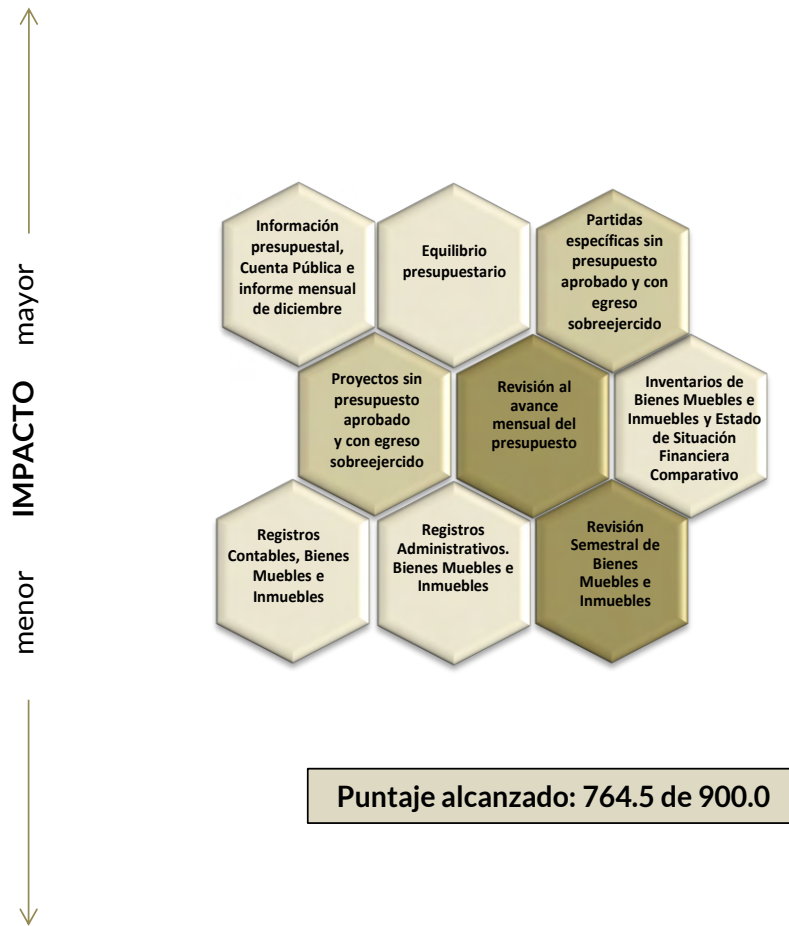 mayor
IMPACTO
menor
Información
presupuestal,
Cuenta Pública e
informe mensual
de diciembre
Equilibrio
presupuestario
Partidas
específicas sin
presupuesto
aprobado y con
egreso
sobreejercido
Proyectos sin
presupuesto
aprobado
y con egreso
sobreejercido
Revisión al
avance
mensual del
presupuesto
Inventarios de
Bienes Muebles e
Inmuebles y Estado
de Situación
Financiera
Comparativo
Registros
Contables, Bienes
Muebles e
Inmuebles
Registros
Administrativos.
Bienes Muebles e
Inmuebles
Revisión
Semestral de
Bienes
Muebles e
Inmuebles
Puntaje alcanzado: 764.5 de 900.0